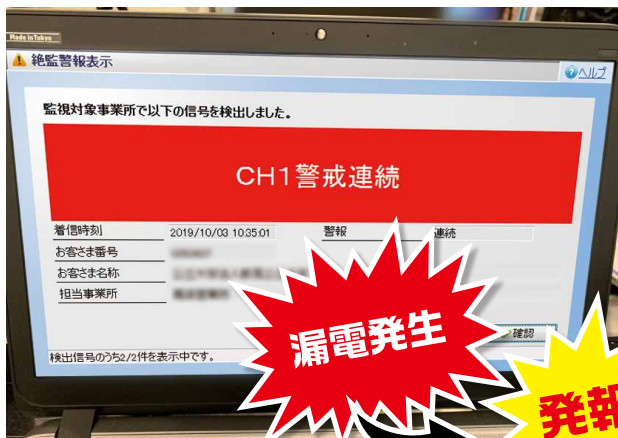 Made in Tokyo
絶監警報表示
ヘルプ
監視対象事業所で以下の信号を検出しました。
CH1警戒連続
着信時刻 2019/10/03 10:35:01 警報 連続
お客さま番号
お客さま名称
担当事業所
漏電発生
確認
検出信号のうち2/2件を表示中です。
発報